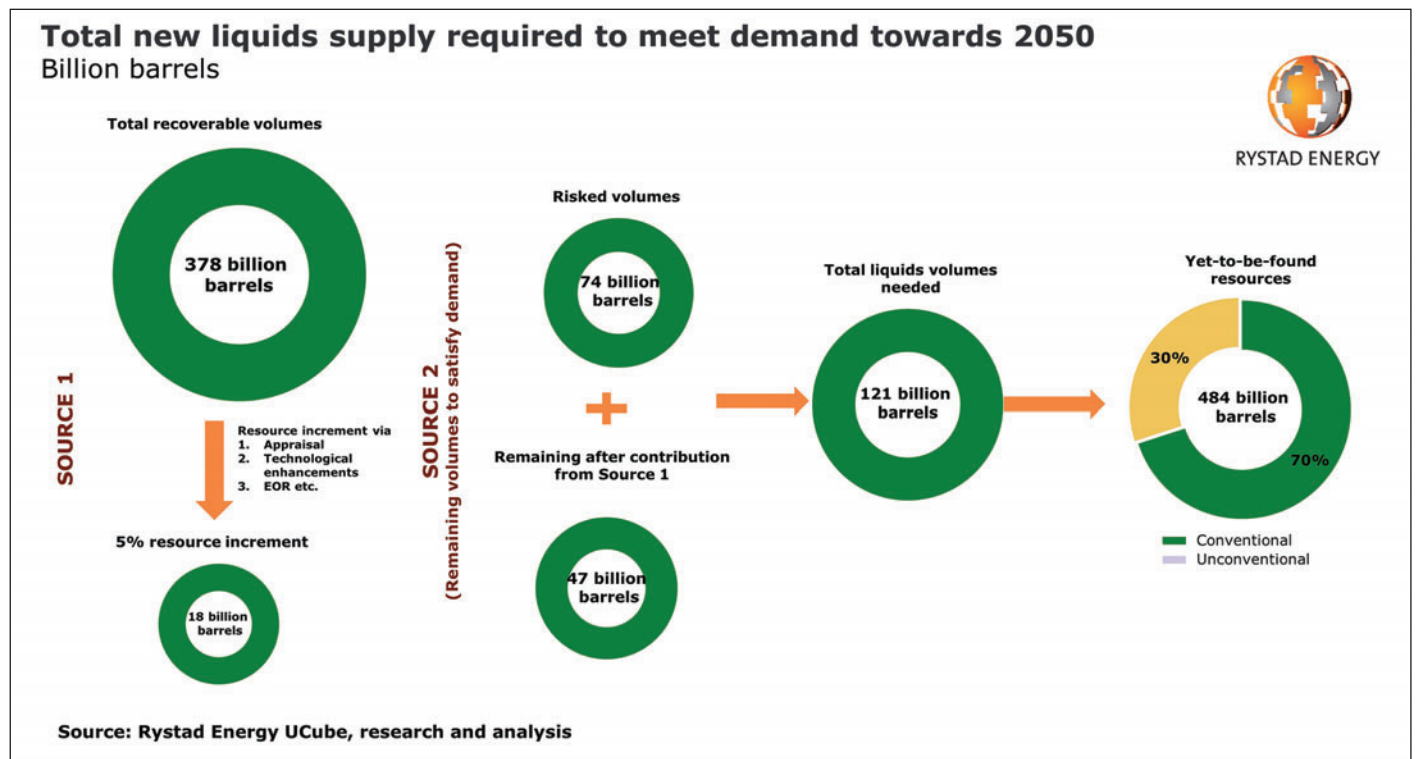 Total new liquids supply required to meet demand towards 2050
Billion barrels
RYSTAD ENERGY
Total recoverable volumes
378 billion
barrels
SOURCE 1
Resource increment via
1. Appraisal
2. Technological
enhancements
3. EOR etc.
5% resource increment
18 billion
barrels
SOURCE 2
(Remaining volumes to satisfy demand)
Risked volumes
74 billion
barrels
+
Remaining after contribution
from Source 1
47 billion
barrels
Total liquids volumes
needed
121 billion
barrels
Yet-to-be-found
resources
30%
484 billion
barrels
70%
Conventional
Unconventional
Source: Rystad Energy UCube, research and analysis